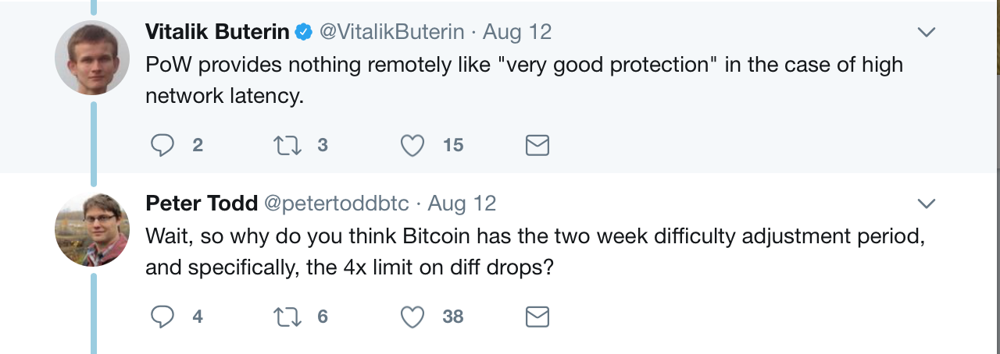 Vitalik Buterin @VitalikButerin · Aug 12
PoW provides nothing remotely like "very good protection" in the case of high
network latency.
2 3 15
Peter Todd @petertoddbtc · Aug 12
Wait, so why do you think Bitcoin has the two week difficulty adjustment period,
and specifically, the 4x limit on diff drops?
4 6 38